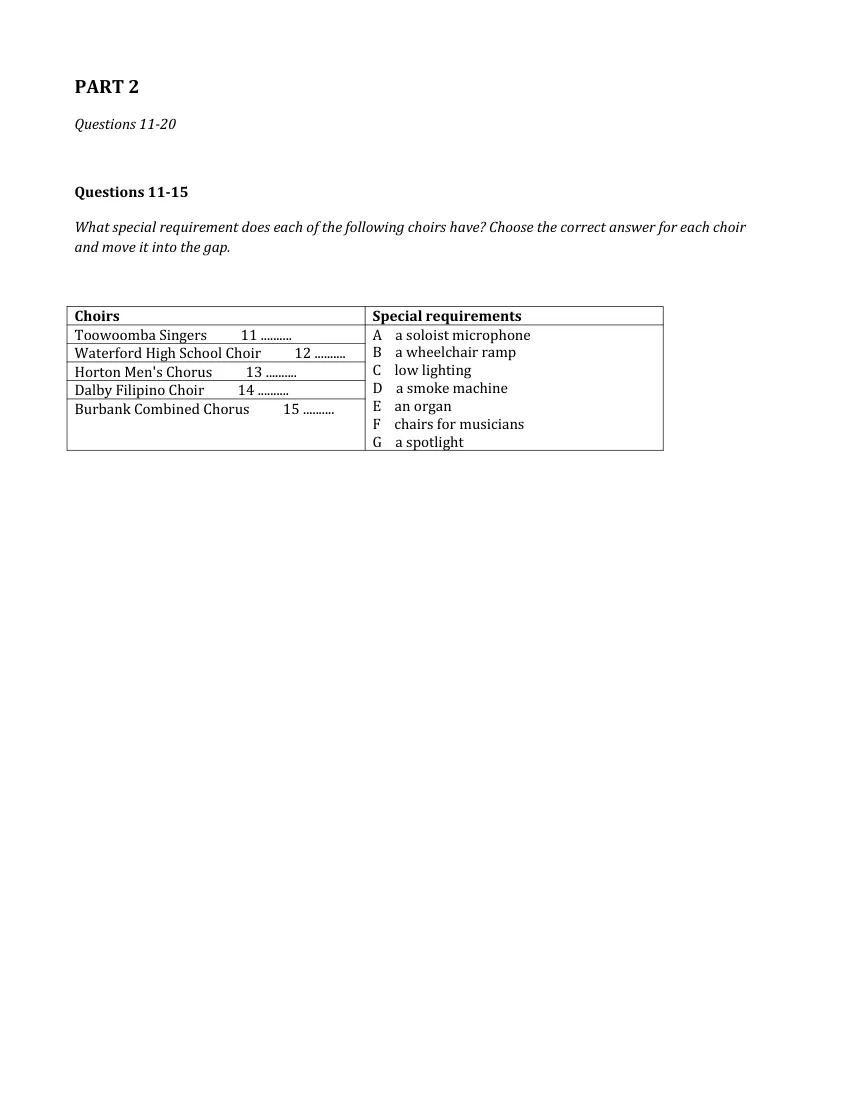 PART 2
Questions 11-20
Questions 11-15
What special requirement does each of the following choirs have? Choose the correct answer for each choir
and move it into the gap.
Choirs
Toowoomba Singers 11 ..........
Waterford High School Choir 12 ..........
Horton Men's Chorus 13 ..........
Dalby Filipino Choir 14 ..........
Burbank Combined Chorus 15 ..........
Special requirements
A a soloist microphone
B a wheelchair ramp
C low lighting
D a smoke machine
E an organ
F chairs for musicians
G a spotlight